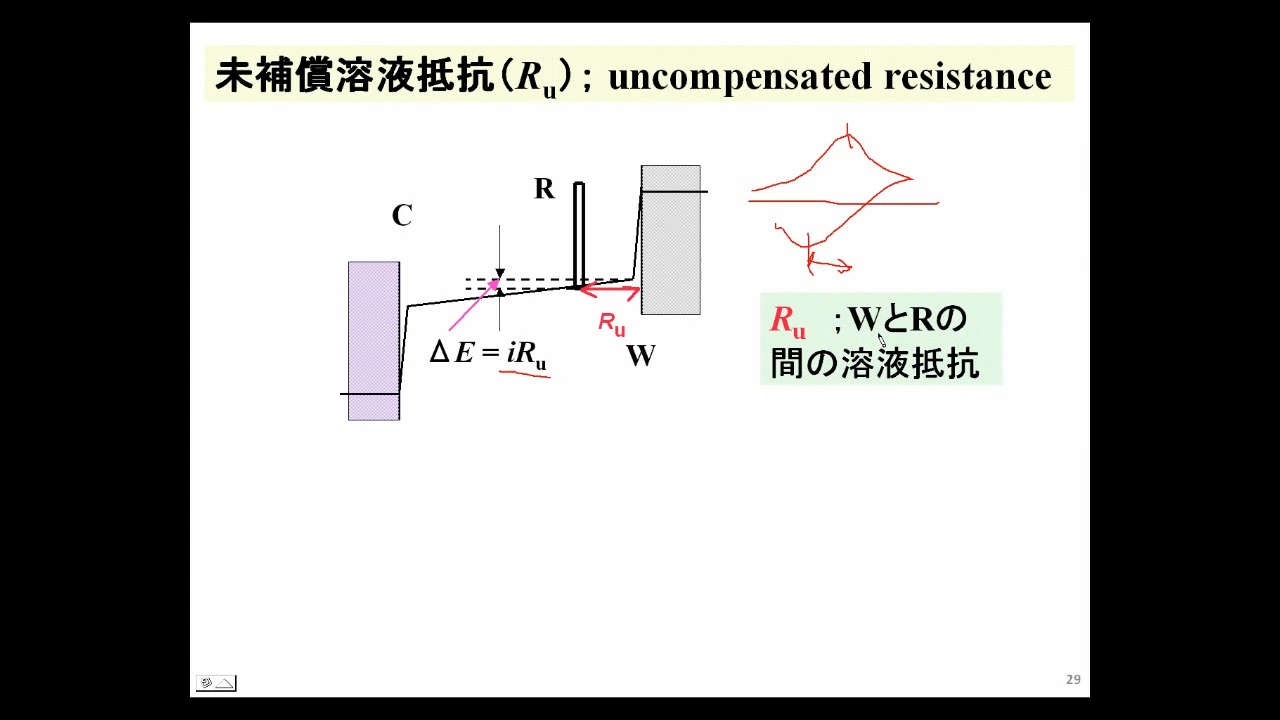 未補償溶液抵抗（Ru）；uncompensated resistance
R
C
Ru
ΔE = iRu
W
Ru ；WとRの
間の溶液抵抗
29